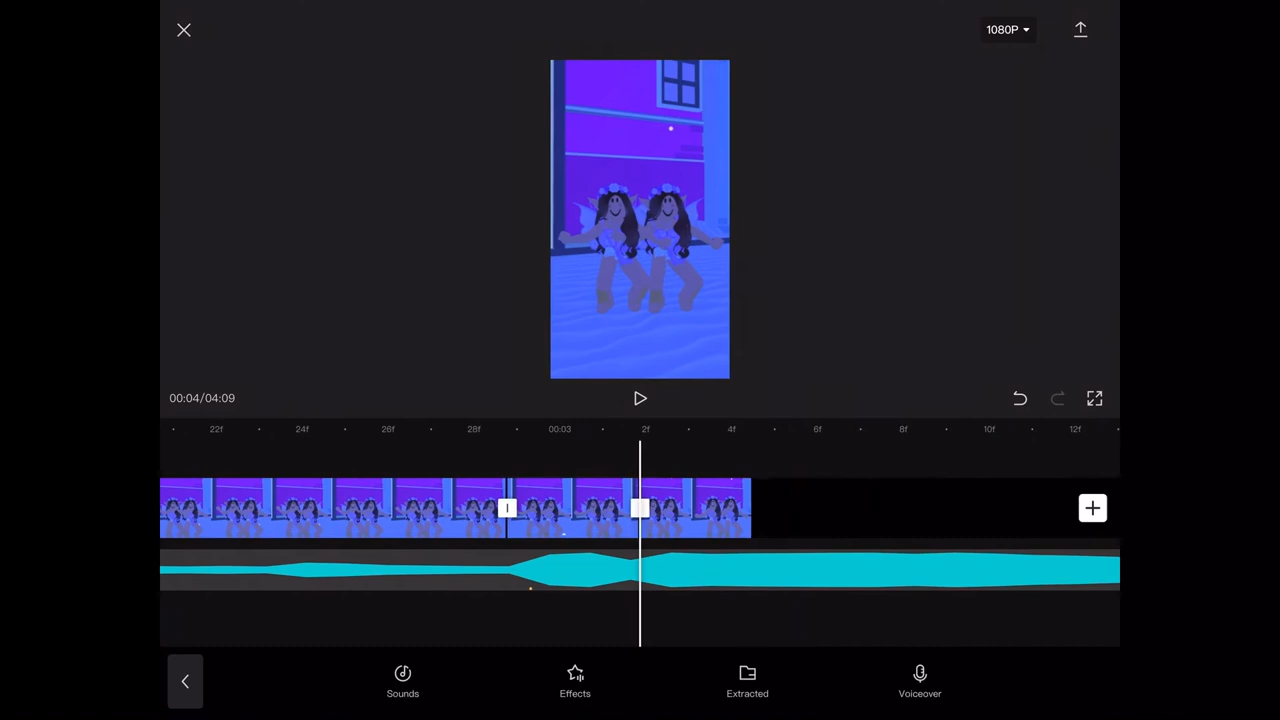 1080P
00:04/04:09
22f 24f 26f 28f 00:03 2f 4f 6f 8f 10f 12f
Sounds Effects Extracted Voiceover